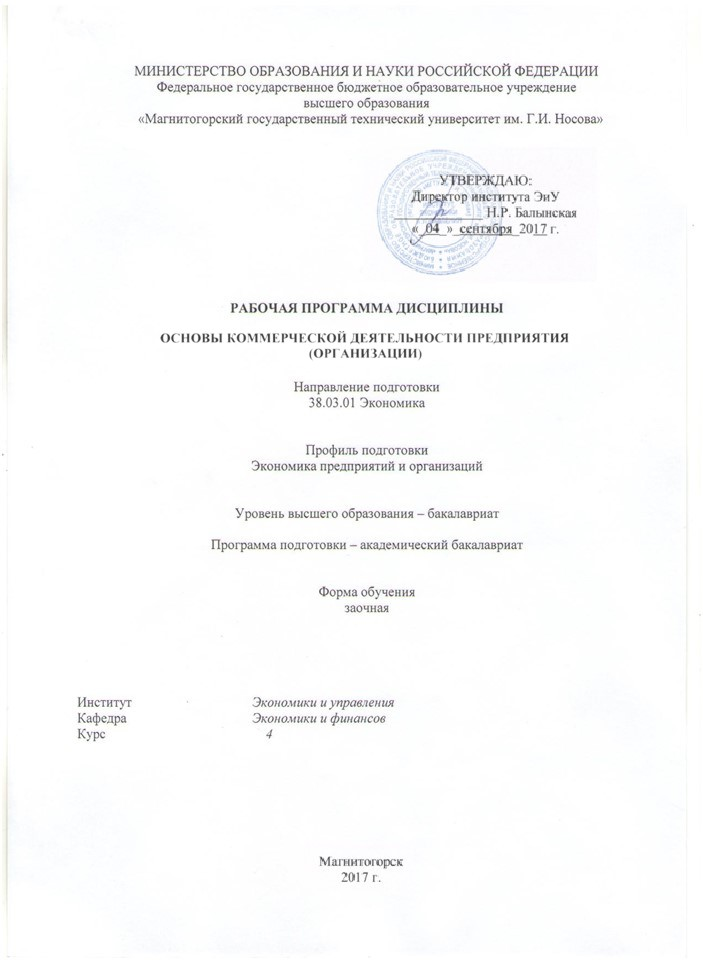 МИНИСТЕРСТВО ОБРАЗОВАНИЯ И НАУКИ РОССИЙСКОЙ ФЕДЕРАЦИИ
Федеральное государственное бюджетное образовательное учреждение
высшего образования
«Магнитогорский государственный технический университет им. Г.И. Носова»
УТВЕРЖДАЮ:
Директор института ЭиУ
Н.Р. Балынская
« 04 » сентября 2017 г.
РАБОЧАЯ ПРОГРАММА ДИСЦИПЛИНЫ
ОСНОВЫ КОММЕРЧЕСКОЙ ДЕЯТЕЛЬНОСТИ ПРЕДПРИЯТИЯ
(ОРГАНИЗАЦИИ)
Направление подготовки
38.03.01 Экономика
Профиль подготовки
Экономика предприятий и организаций
Уровень высшего образования – бакалавриат
Программа подготовки – академический бакалавриат
Форма обучения
заочная
Институт Экономики и управления
Кафедра Экономики и финансов
Курс 4
Магнитогорск
2017 г.